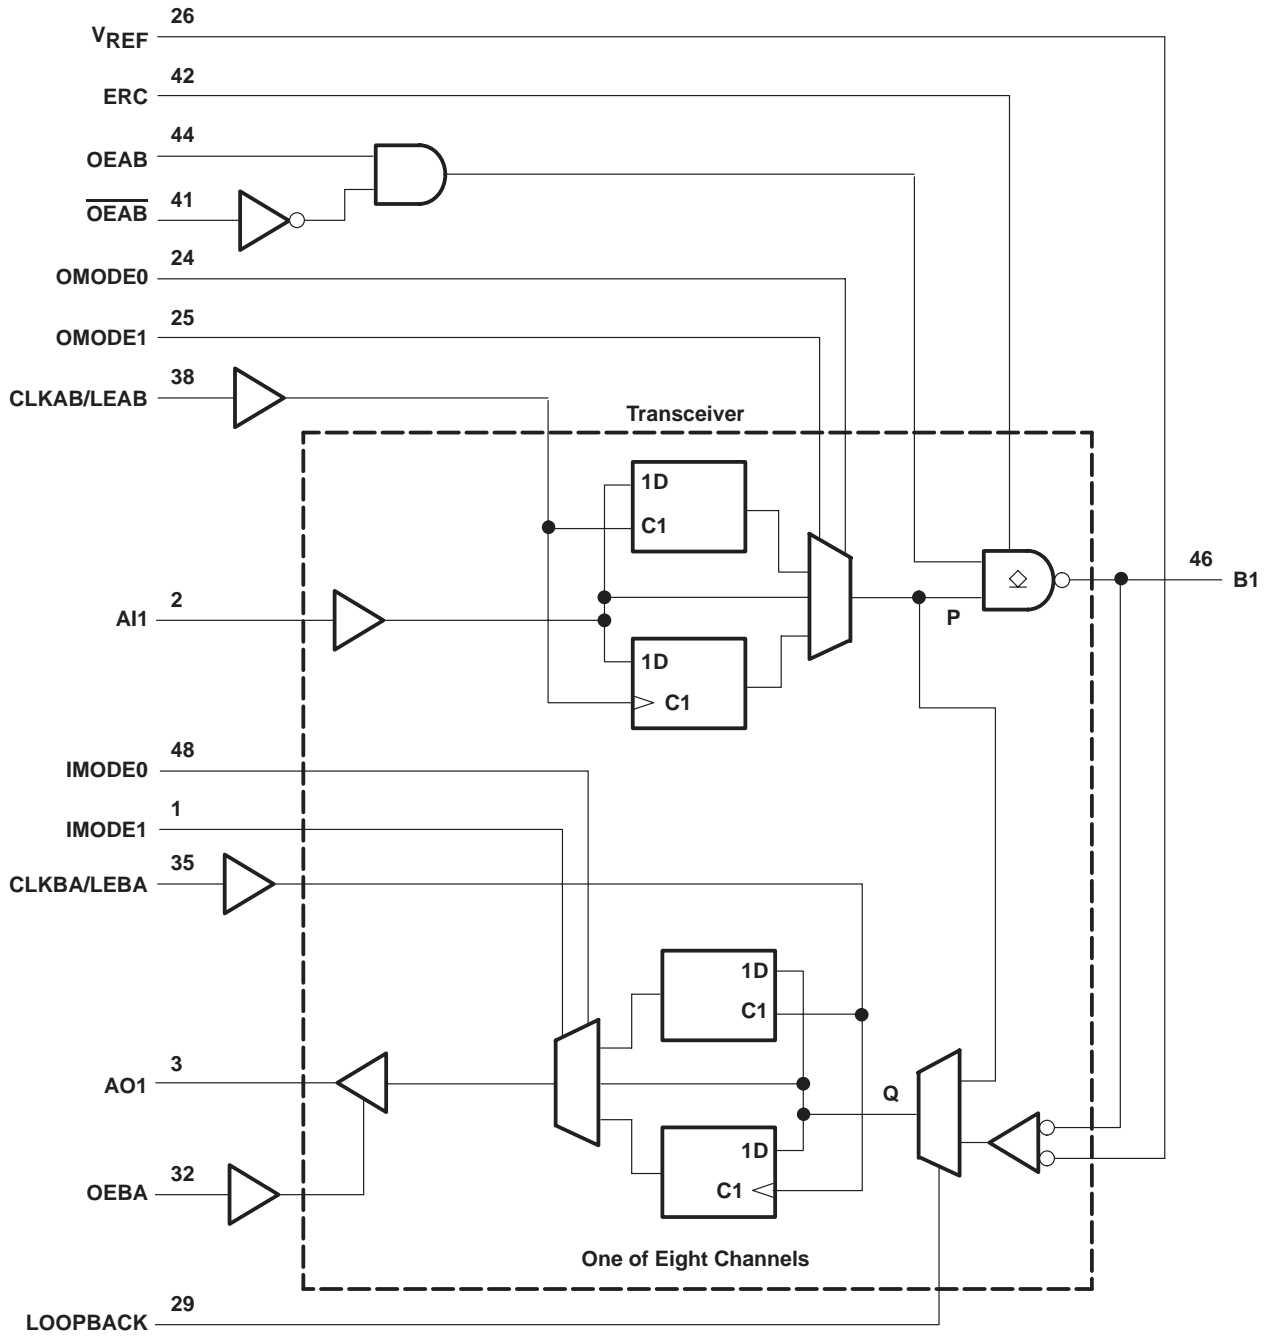 26
VREF
42
ERC
44
OEAB
41
OEAB
24
OMODE0
25
OMODE1
38
CLKAB/LEAB
Transceiver
1D
C1
46
B1
2
AI1
P
1D
C1
48
IMODE0
1
IMODE1
35
CLKBA/LEBA
1D
C1
3
AO1
Q
1D
C1
32
OEBA
One of Eight Channels
29
LOOPBACK